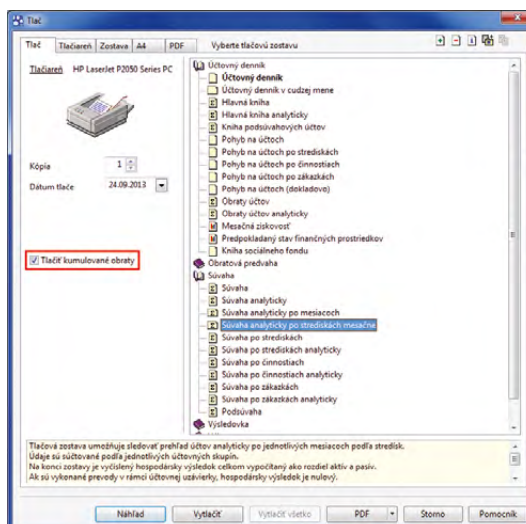 Tlač
Tlač Tlačiareň Zostava A4 PDF Vyberte tlačovú zostavu
Tlačiareň HP LaserJet P2050 Series PC
Kópia 1
Dátum tlače 24.09.2013
Tlačiť kumulované obraty
Účtovný denník
Účtovný denník
Účtovný denník v cudzej mene
Hlavná kniha
Hlavná kniha analyticky
Kniha podsúvahových účtov
Pohyb na účtoch
Pohyb na účtoch po strediskách
Pohyb na účtoch po činnostiach
Pohyb na účtoch po zákazkách
Pohyb na účtoch (dokladovo)
Obraty účtov
Obraty účtov analyticky
Mesačná ziskovosť
Predpokladaný stav finančných prostriedkov
Kniha sociálneho fondu
Obratová predvaha
Súvaha
Súvaha
Súvaha analyticky
Súvaha analyticky po mesiacoch
Súvaha analyticky po strediskách mesačne
Súvaha po strediskách
Súvaha po strediskách analyticky
Súvaha po činnostiach
Súvaha po činnostiach analyticky
Súvaha po zákazkách
Súvaha po zákazkách analyticky
Podsúvaha
Výsledovka
Tlačová zostava umožňuje sledovať prehľad účtov analyticky po jednotlivých mesiacoch podľa stredísk.
Údaje sú súčtované podľa jednotlivých účtovných skupín.
Na konci zostavy je vyčíslený hospodársky výsledok celkom vypočítaný ako rozdiel aktív a pasív.
Ak sú vykonané prevody v rámci účtovnej uzávierky, hospodársky výsledok je nulový.
Náhľad Vytlačiť Vytlačiť všetko PDF Storno Pomocník